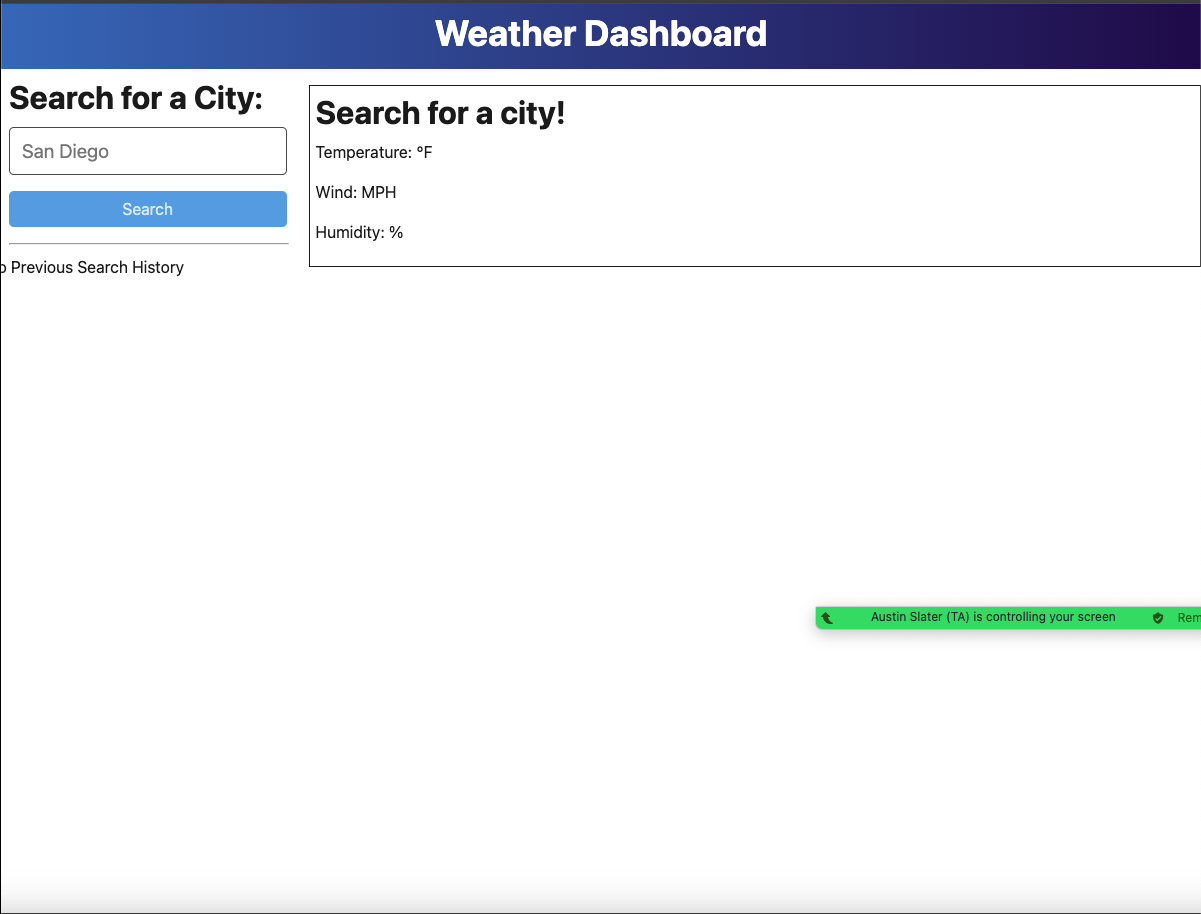 Weather Dashboard
Search for a City:
San Diego
Search
Previous Search History
Search for a city!
Temperature: °F
Wind: MPH
Humidity: %
Austin Slater (TA) is controlling your screen